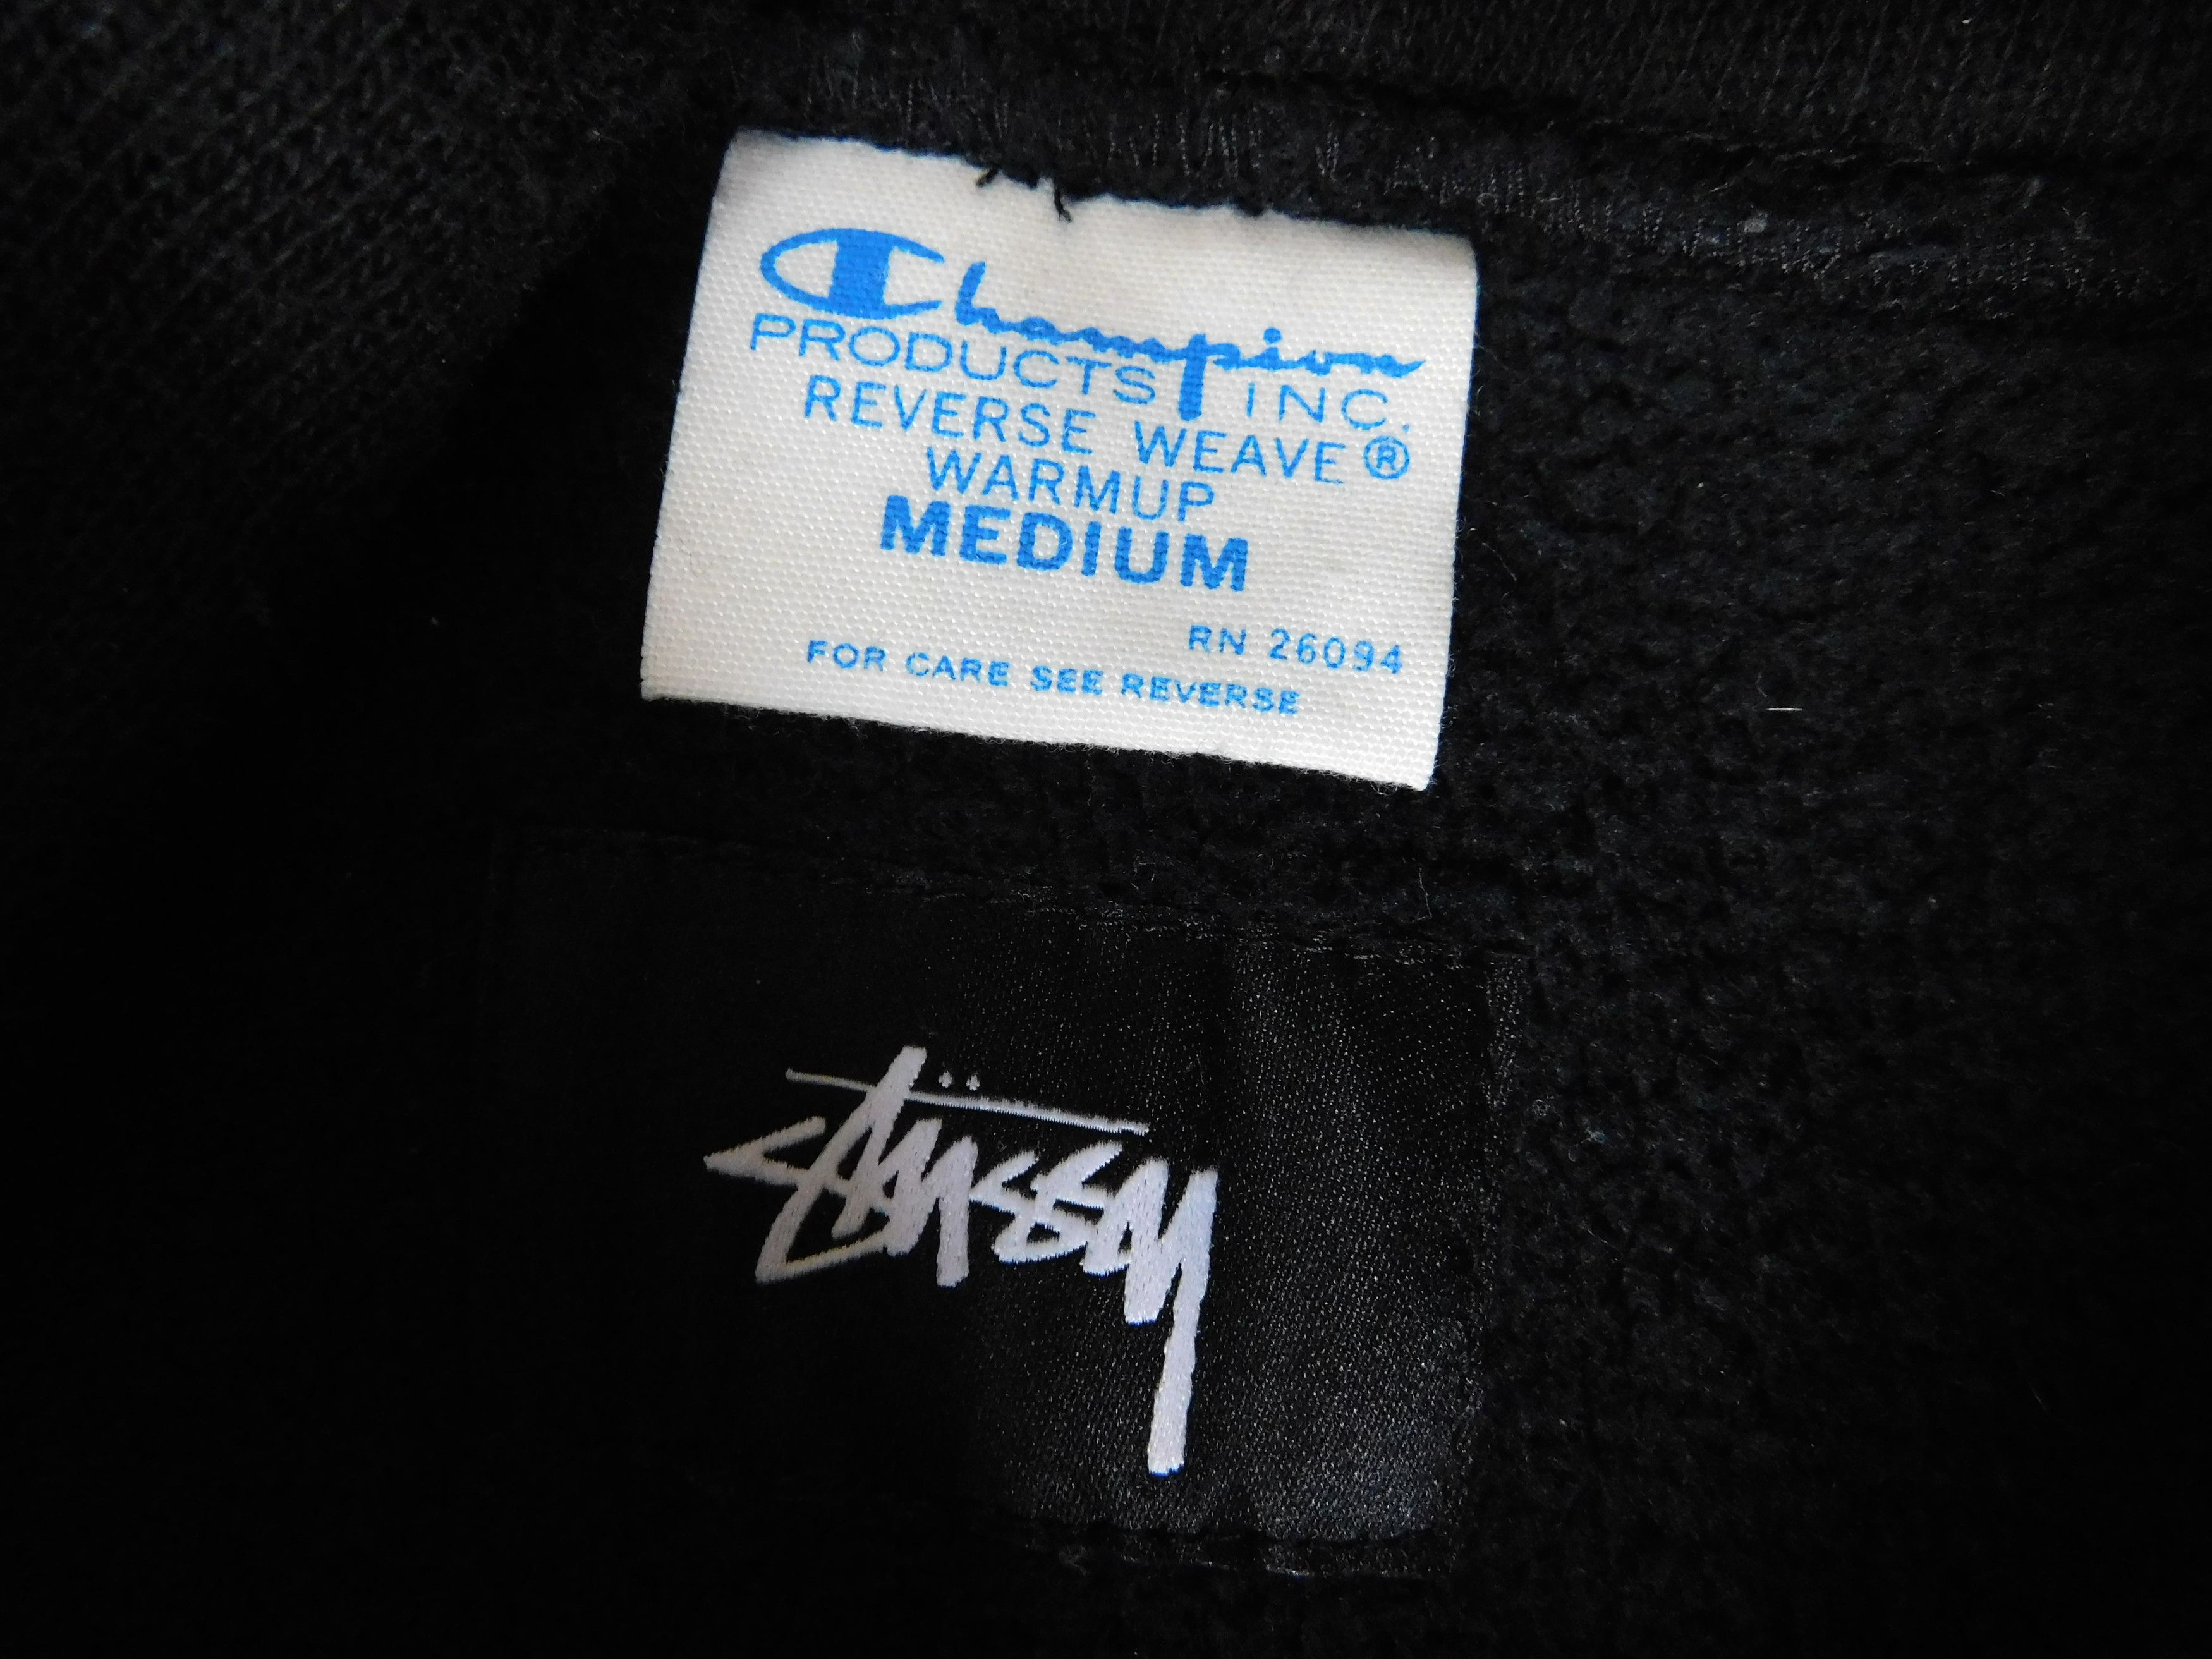 Champion
PRODUCTS INC.
REVERSE WEAVE®
WARMUP
MEDIUM
RN 26094
FOR CARE SEE REVERSE
Stüssy